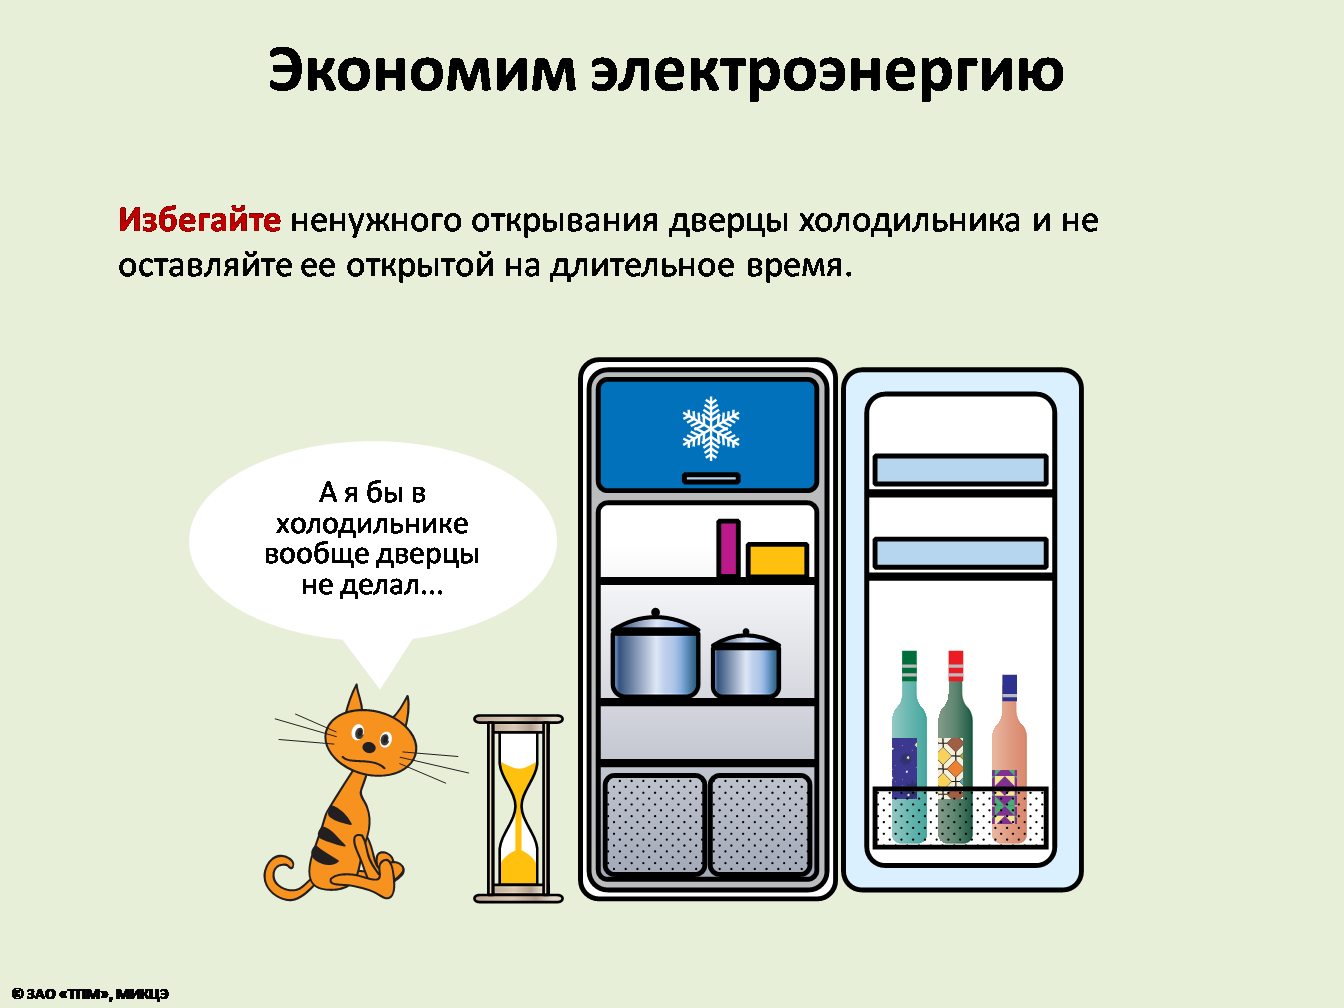 Экономим электроэнергию
Избегайте ненужного открывания дверцы холодильника и не
оставляйте ее открытой на длительное время.
А я бы в
холодильнике
вообще дверцы
не делал...
© ЗАО «ТПМ», МИКЦЭ